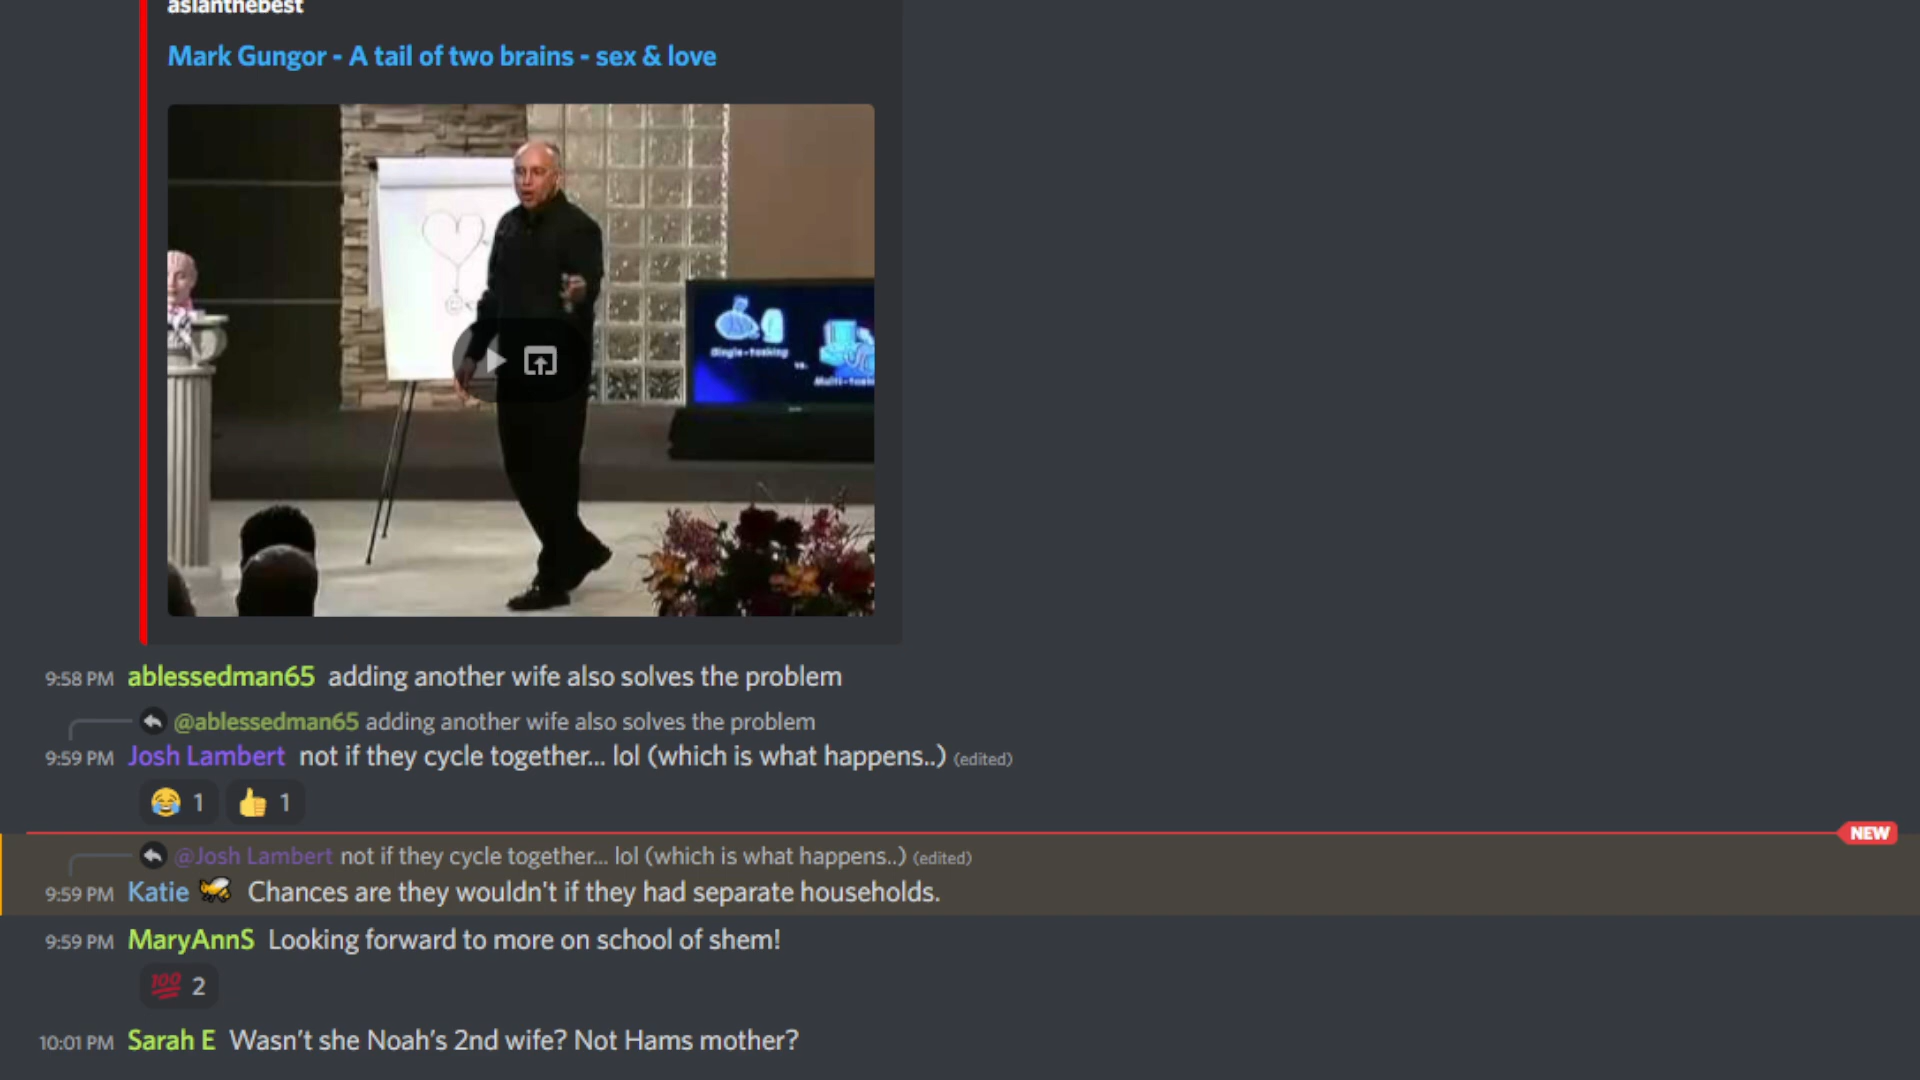 aslanthebest
Mark Gungor - A tail of two brains - sex & love
Single-tasking
vs.
9:58 PM ablessedman65 adding another wife also solves the problem
@ablessedman65 adding another wife also solves the problem
9:59 PM Josh Lambert not if they cycle together... lol (which is what happens..) (edited)
1 1
NEW
@Josh Lambert not if they cycle together... lol (which is what happens..) (edited)
9:59 PM Katie Chances are they wouldn't if they had separate households.
9:59 PM MaryAnnS Looking forward to more on school of shem!
100 2
10:01 PM Sarah E Wasn't she Noah's 2nd wife? Not Hams mother?